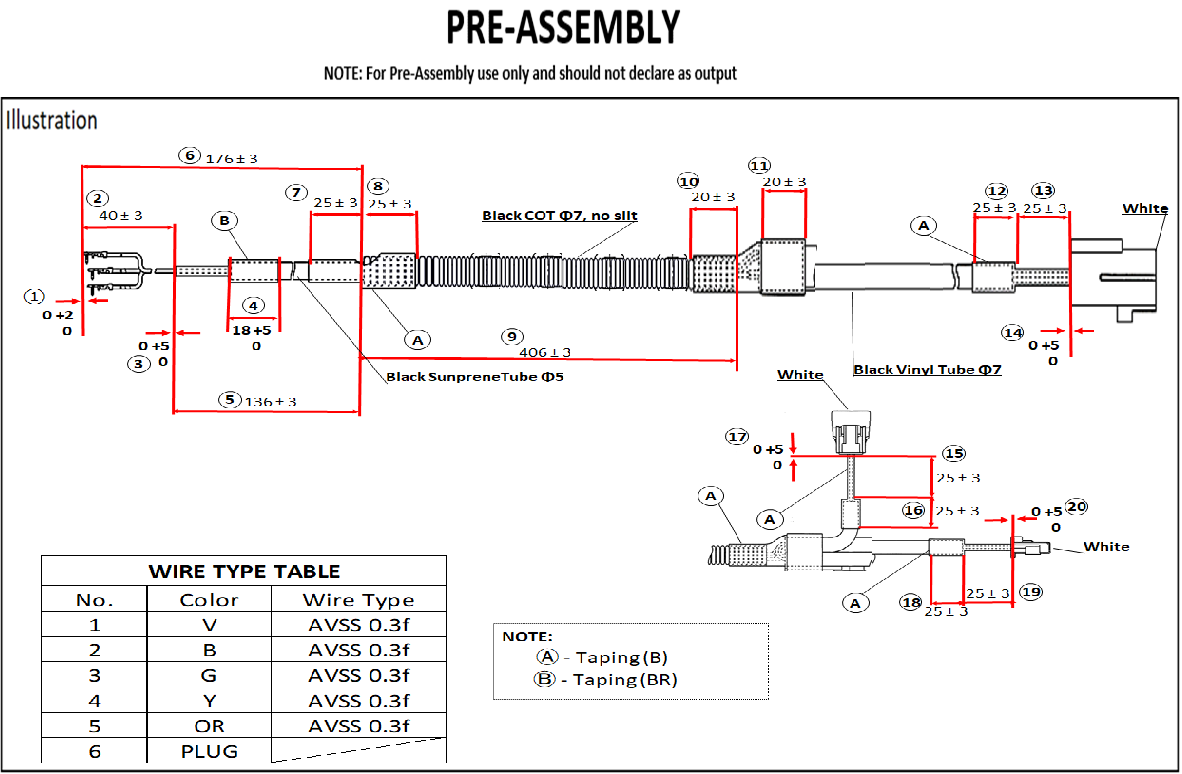 PRE-ASSEMBLY
NOTE: For Pre-Assembly use only and should not declare as output
Illustration
6 176 ± 3
2
40 ± 3
7
25 ± 3
8
25 ± 3
B
Black COT Φ7, no slit
10
20 ± 3
11
20 ± 3
12
25 ± 3
13
25 ± 3
White
A
1
0 +2
0
4
18 +5
0
0 +5
3 0
A
9
406 ± 3
14
0 +5
0
Black SunpreneTube Φ5
Black Vinyl Tube Φ7
5 136 ± 3
White
17
0 +5
0
15
25 ± 3
A
A
16
25 ± 3
0 +5 20
0
White
A
18
25 ± 3
25 ± 3 19
WIRE TYPE TABLE
No. Color Wire Type
1 V AVSS 0.3f
2 B AVSS 0.3f
3 G AVSS 0.3f
4 Y AVSS 0.3f
5 OR AVSS 0.3f
6 PLUG
NOTE:
A - Taping(B)
B - Taping(BR)